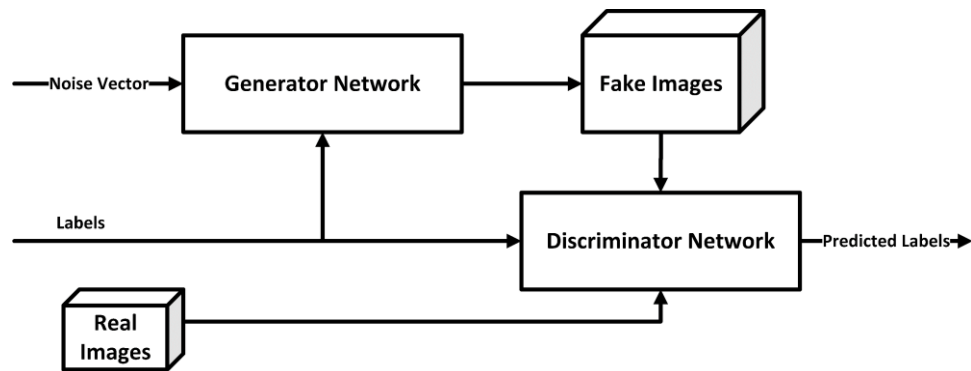 Noise Vector
Generator Network
Fake Images
Labels
Discriminator Network
Predicted Labels
Real
Images